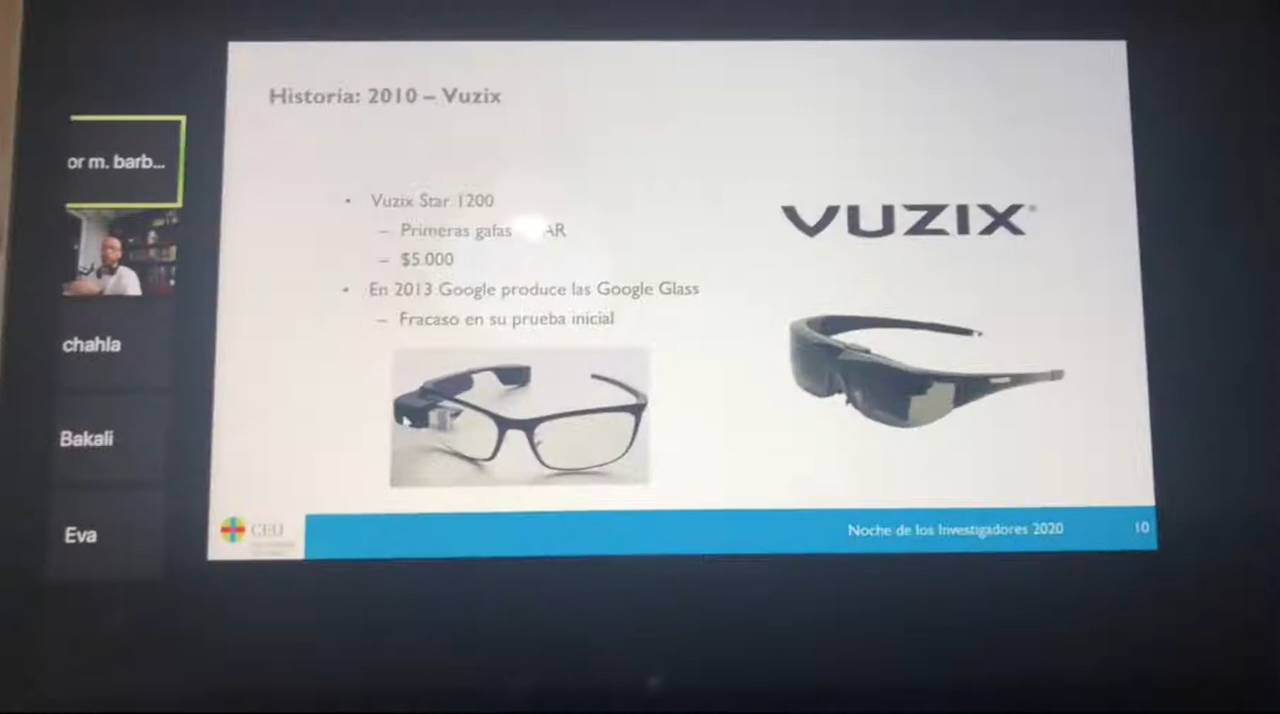 Historia: 2010 – Vuzix
or m. barb...
chahla
Bakali
Eva
• Vuzix Star 1200
– Primeras gafas AR
– $5.000
• En 2013 Google produce las Google Glass
– Fracaso en su prueba inicial
VUZIX®
CEU
Noche de los Investigadores 2020
10